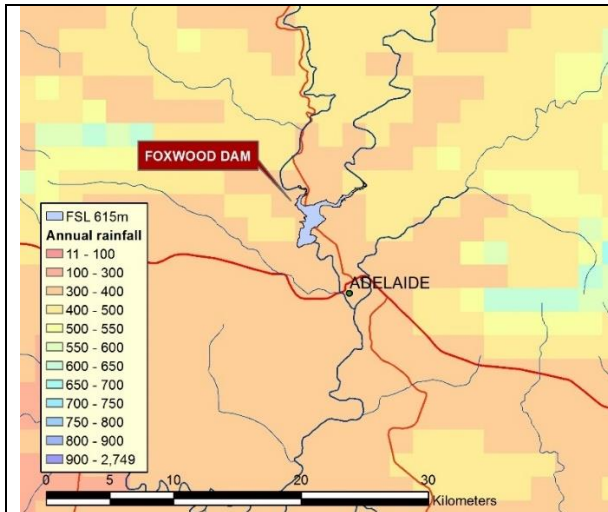 FOXWOOD DAM
FSL 615m
Annual rainfall
11 - 100
100 - 300
300 - 400
400 - 500
500 - 550
550 - 600
600 - 650
650 - 700
700 - 750
750 - 800
800 - 900
900 - 2,749
ADELAIDE
0 5 10 20 30
Kilometers